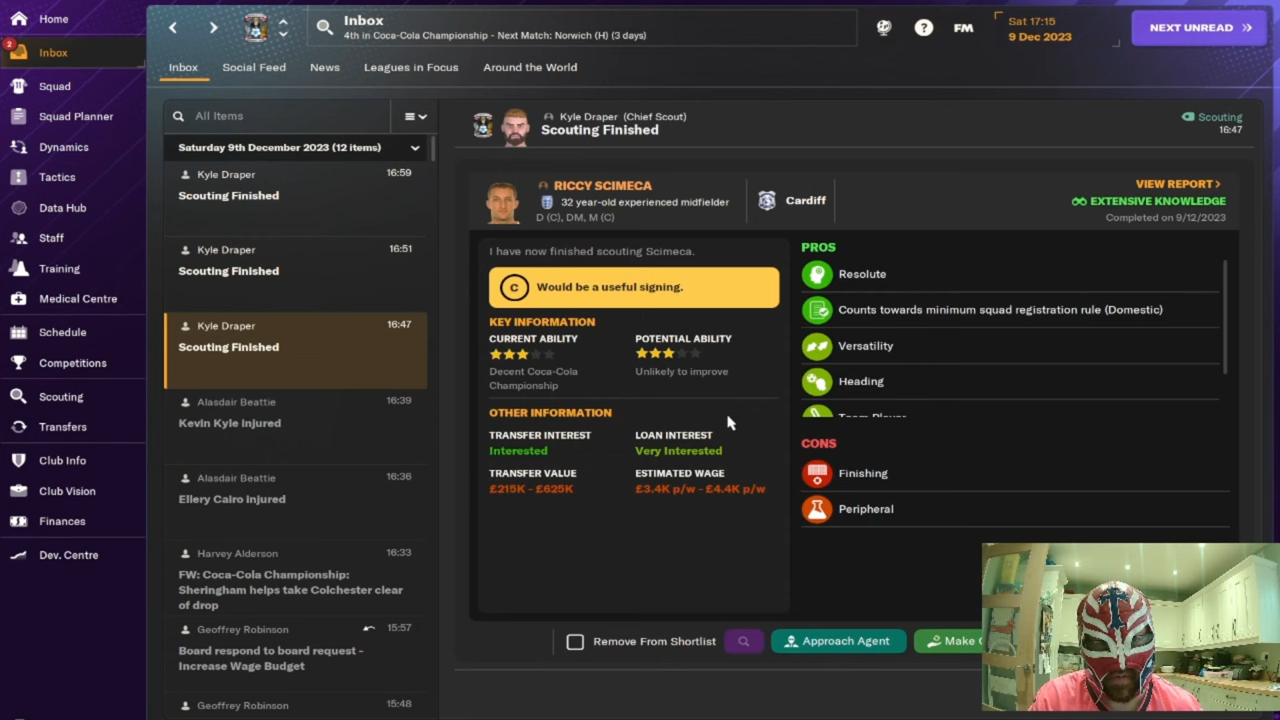 Home
2
Inbox
Squad
Squad Planner
Dynamics
Tactics
Data Hub
Staff
Training
Medical Centre
Schedule
Competitions
Scouting
Transfers
Club Info
Club Vision
Finances
Dev. Centre
Inbox
4th in Coca-Cola Championship - Next Match: Norwich (H) (3 days)
?
FM
Sat 17:15
9 Dec 2023
NEXT UNREAD
Inbox
Social Feed
News
Leagues in Focus
Around the World
All Items
Saturday 9th December 2023 (12 items)
Kyle Draper 16:59
Scouting Finished
Kyle Draper 16:51
Scouting Finished
Kyle Draper 16:47
Scouting Finished
Alasdair Beattie 16:39
Kevin Kyle injured
Alasdair Beattie 16:36
Ellery Cairo injured
Harvey Alderson 16:33
FW: Coca-Cola Championship:
Sheringham helps take Colchester clear
of drop
Geoffrey Robinson 15:57
Board respond to board request -
Increase Wage Budget
Geoffrey Robinson 15:48
Kyle Draper (Chief Scout)
Scouting Finished
Scouting
16:47
RICCY SCIMECA
32 year-old experienced midfielder
D (C), DM, M (C)
Cardiff
VIEW REPORT >
EXTENSIVE KNOWLEDGE
Completed on 9/12/2023
I have now finished scouting Scimeca.
C
Would be a useful signing.
KEY INFORMATION
CURRENT ABILITY
Decent Coca-Cola
Championship
POTENTIAL ABILITY
Unlikely to improve
OTHER INFORMATION
TRANSFER INTEREST
Interested
LOAN INTEREST
Very Interested
TRANSFER VALUE
£215K - £625K
ESTIMATED WAGE
£3.4K p/w - £4.4K p/w
PROS
Resolute
Counts towards minimum squad registration rule (Domestic)
Versatility
Heading
Team Player
CONS
Finishing
Peripheral
Remove From Shortlist
Approach Agent
Make